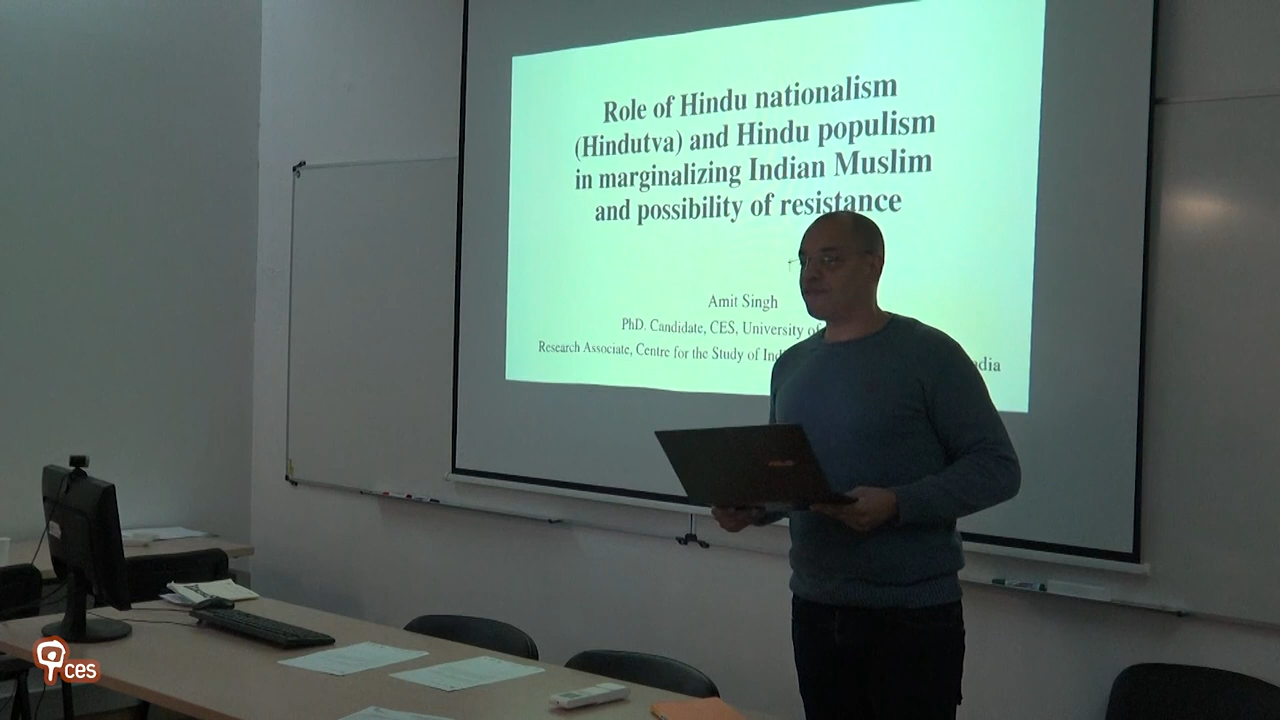 Role of Hindu nationalism
(Hindutva) and Hindu populism
in marginalizing Indian Muslim
and possibility of resistance
Amit Singh
PhD. Candidate, CES, University of
Research Associate, Centre for the Study of
ces